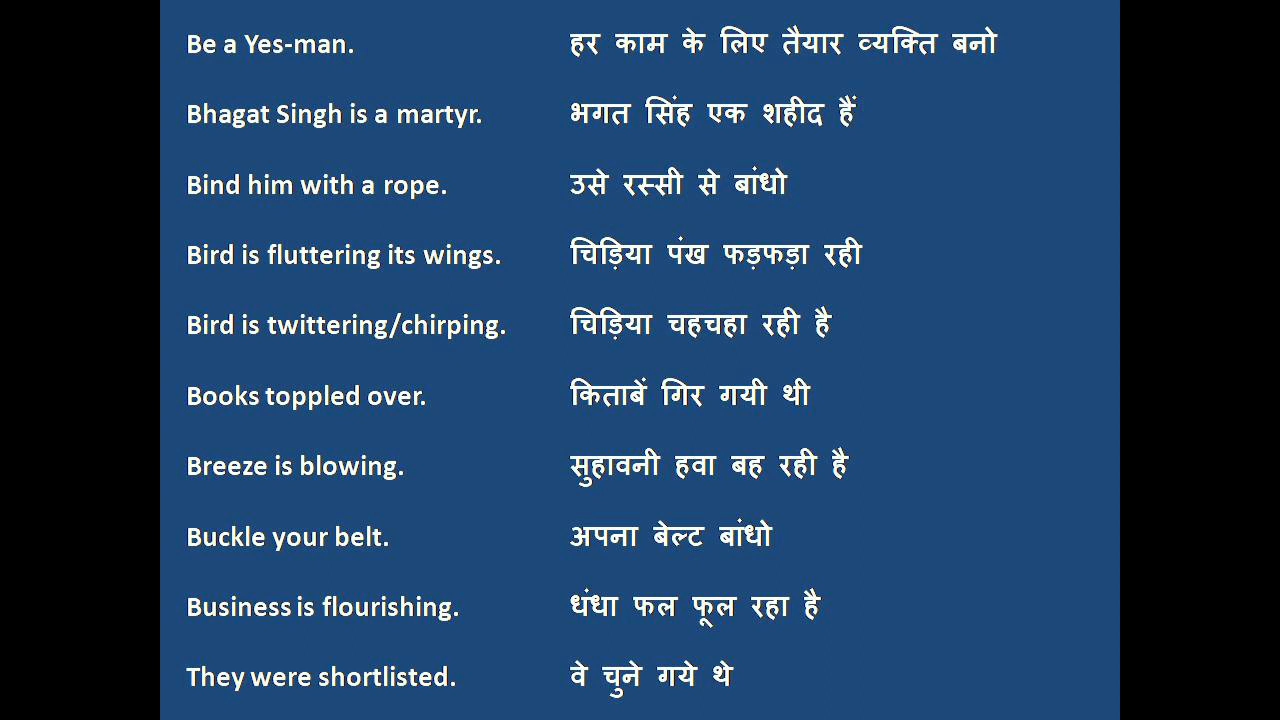 Be a Yes-man. हर काम के लिए तैयार व्यक्ति बनो
Bhagat Singh is a martyr. भगत सिंह एक शहीद हैं
Bind him with a rope. उसे रस्सी से बांधो
Bird is fluttering its wings. चिड़िया पंख फड़फड़ा रही
Bird is twittering/chirping. चिड़िया चहचहा रही है
Books toppled over. किताबें गिर गयी थी
Breeze is blowing. सुहावनी हवा बह रही है
Buckle your belt. अपना बेल्ट बांधो
Business is flourishing. धंधा फल फूल रहा है
They were shortlisted. वे चुने गये थे